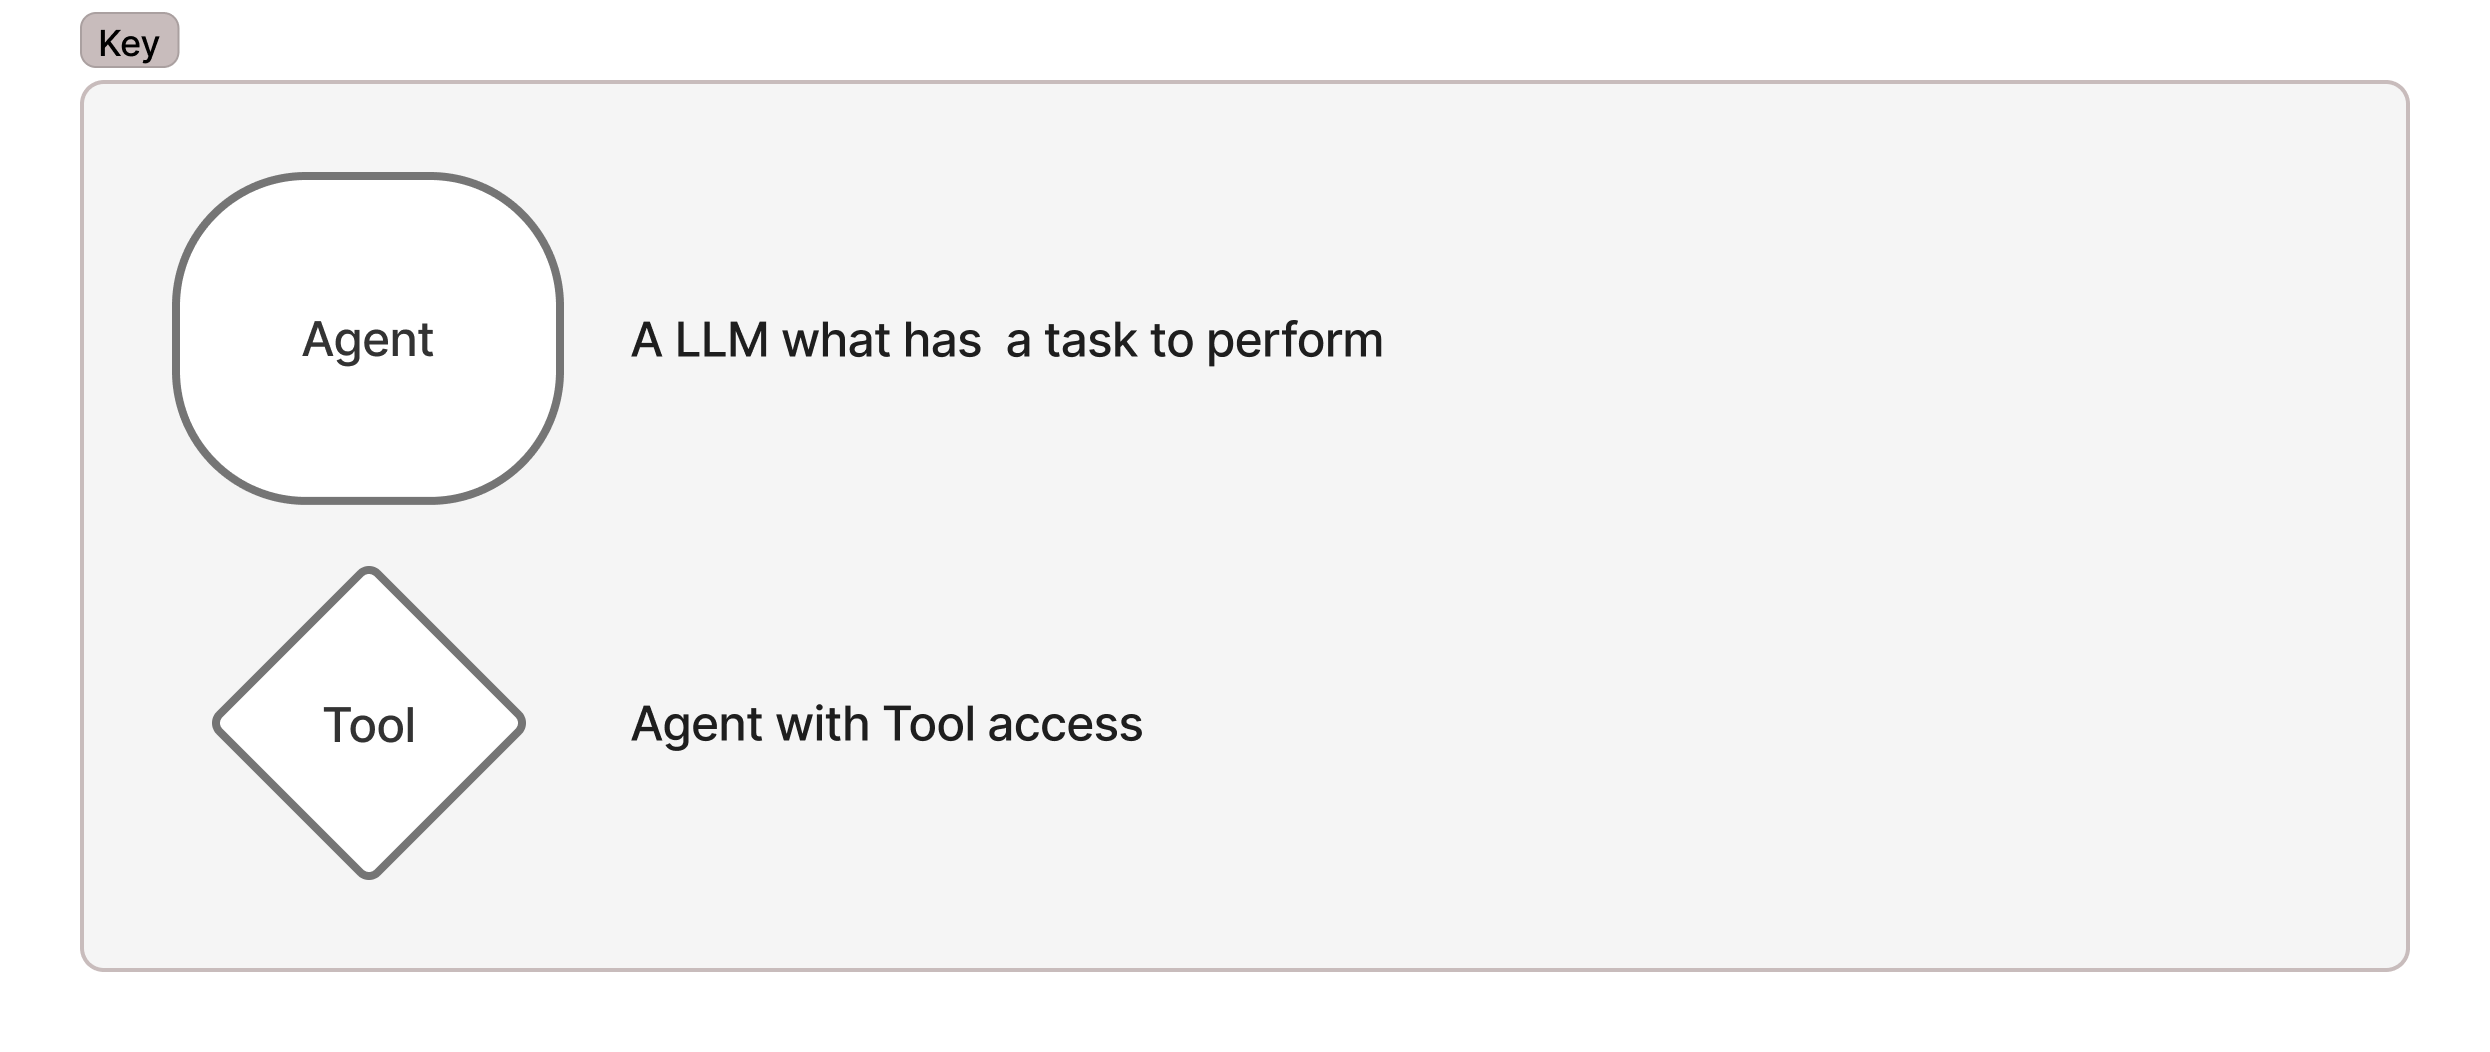 Key
Agent
A LLM what has  a task to perform
Tool
Agent with Tool access